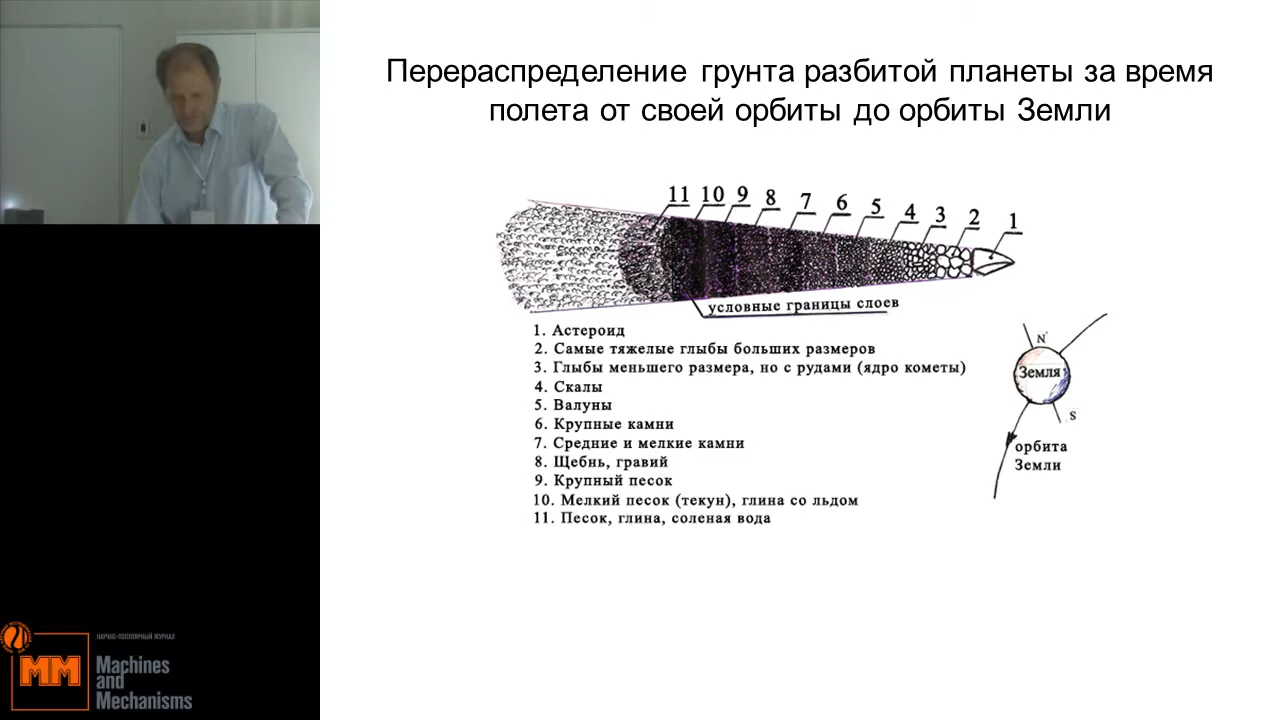 Перераспределение грунта разбитой планеты за время
полета от своей орбиты до орбиты Земли
11 10 9 8 7 6 5 4 3 2 1
условные границы слоев
1. Астероид
2. Самые тяжелые глыбы больших размеров
3. Глыбы меньшего размера, но с рудами (ядро кометы)
4. Скалы
5. Валуны
6. Крупные камни
7. Средние и мелкие камни
8. Щебнь, гравий
9. Крупный песок
10. Мелкий песок (текун), глина со льдом
11. Песок, глина, соленая вода
N
Земля
S
орбита
Земли
НАУЧНО-ПОПУЛЯРНЫЙ ЖУРНАЛ
ММ
Machines
and
Mechanisms